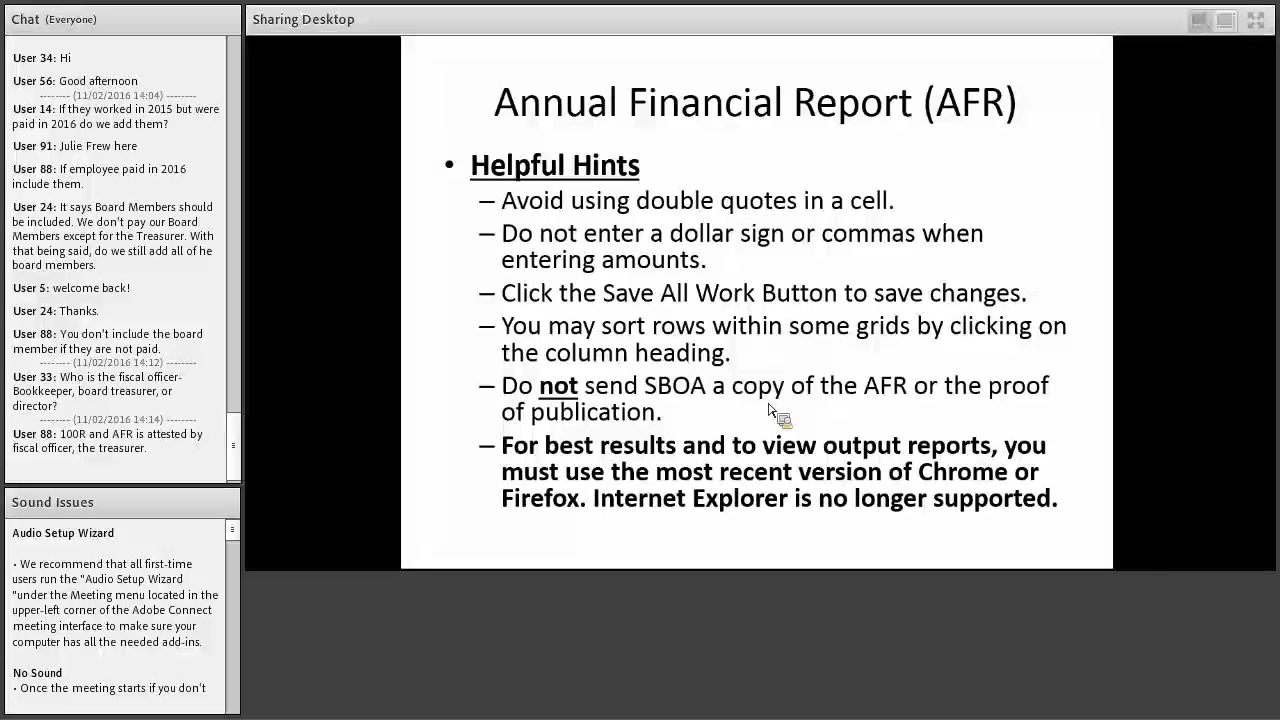 Chat (Everyone)
User 34: Hi
User 56: Good afternoon
-------- (11/02/2016 14:04) --------
User 14: If they worked in 2015 but were
paid in 2016 do we add them?
User 91: Julie Frew here
User 88: If employee paid in 2016
include them.
User 24: It says Board Members should
be included. We don't pay our Board
Members except for the Treasurer. With
that being said, do we still add all of he
board members.
User 5: welcome back!
User 24: Thanks.
User 88: You don't include the board
member if they are not paid.
-------- (11/02/2016 14:12) --------
User 33: Who is the fiscal officer-
Bookkeeper, board treasurer, or
director?
-------- (11/02/2016 14:14) --------
User 88: 100R and AFR is attested by
fiscal officer, the treasurer.
Sound Issues
Audio Setup Wizard
• We recommend that all first-time
users run the "Audio Setup Wizard
"under the Meeting menu located in the
upper-left corner of the Adobe Connect
meeting interface to make sure your
computer has all the needed add-ins.
No Sound
• Once the meeting starts if you don't
Sharing Desktop
Annual Financial Report (AFR)
• Helpful Hints
– Avoid using double quotes in a cell.
– Do not enter a dollar sign or commas when
entering amounts.
– Click the Save All Work Button to save changes.
– You may sort rows within some grids by clicking on
the column heading.
– Do not send SBOA a copy of the AFR or the proof
of publication.
– For best results and to view output reports, you
must use the most recent version of Chrome or
Firefox. Internet Explorer is no longer supported.